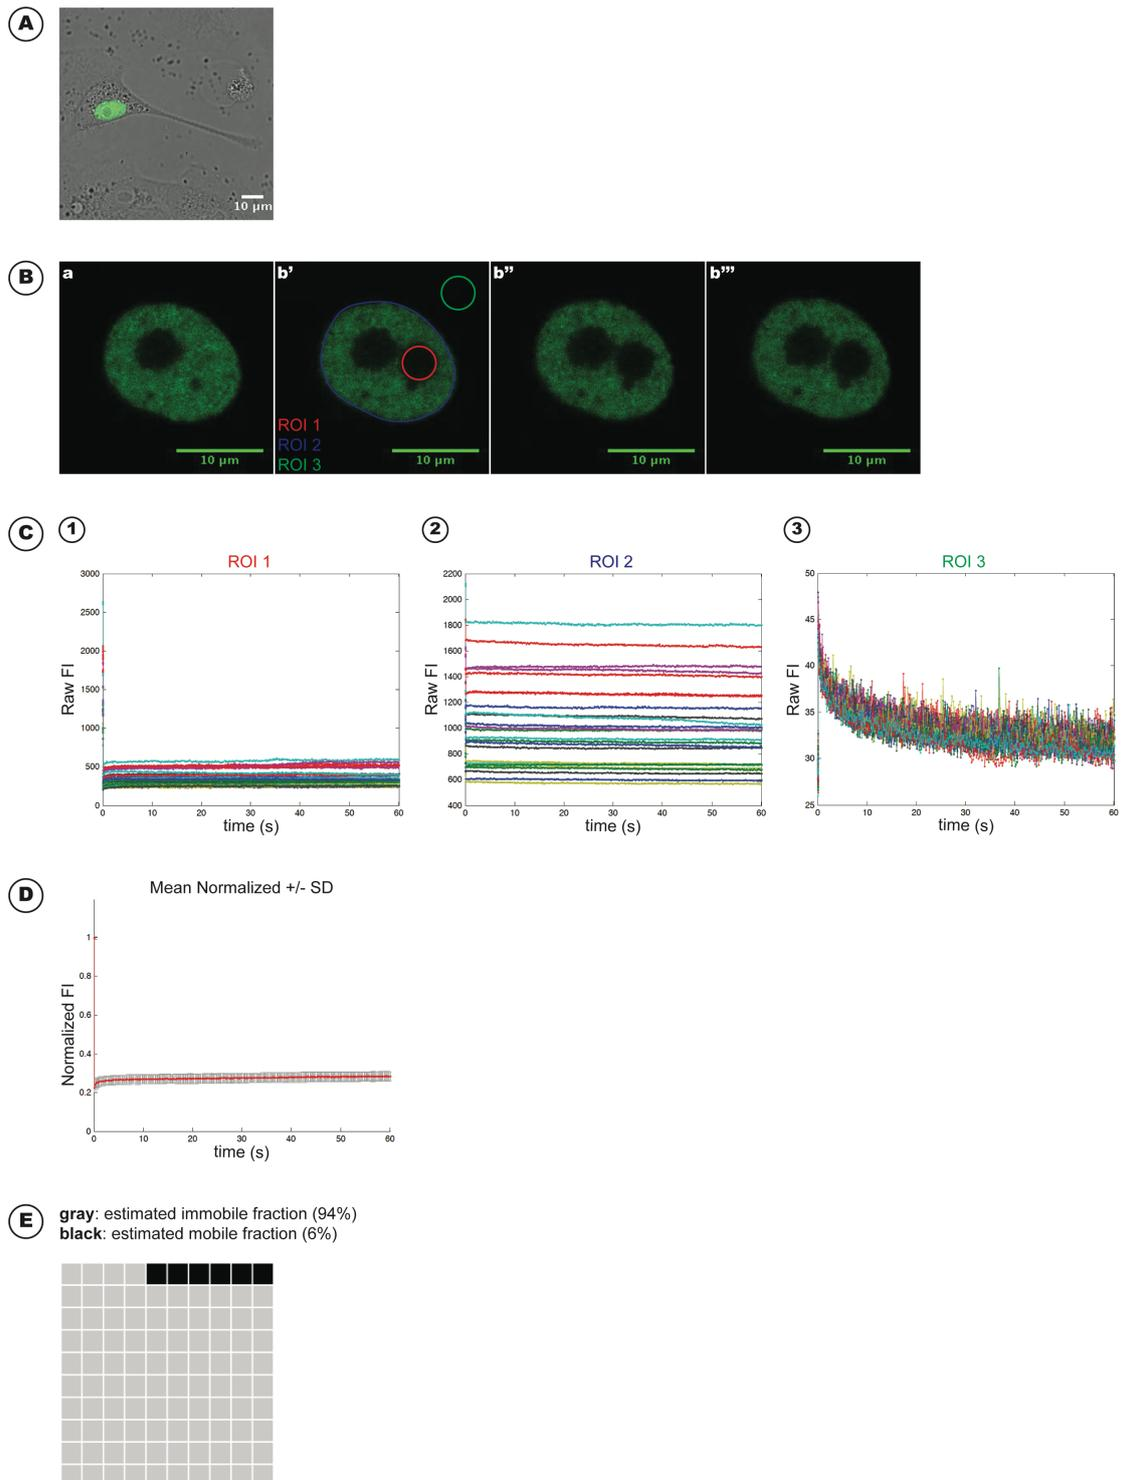 A
10 µm
B
a
b'
b''
b'''
ROI 1
ROI 2
ROI 3
10 µm
10 µm
10 µm
10 µm
C
1
2
3
ROI 1
3000
2500
2000
1500
1000
500
0
Raw FI
0 10 20 30 40 50 60
time (s)
ROI 2
2200
2000
1800
1600
1400
1200
1000
800
600
400
Raw FI
0 10 20 30 40 50 60
time (s)
ROI 3
50
45
40
35
30
25
Raw FI
0 10 20 30 40 50 60
time (s)
D
Mean Normalized +/- SD
1
0.8
0.6
0.4
0.2
0
Normalized FI
0 10 20 30 40 50 60
time (s)
E
gray: estimated immobile fraction (94%)
black: estimated mobile fraction (6%)